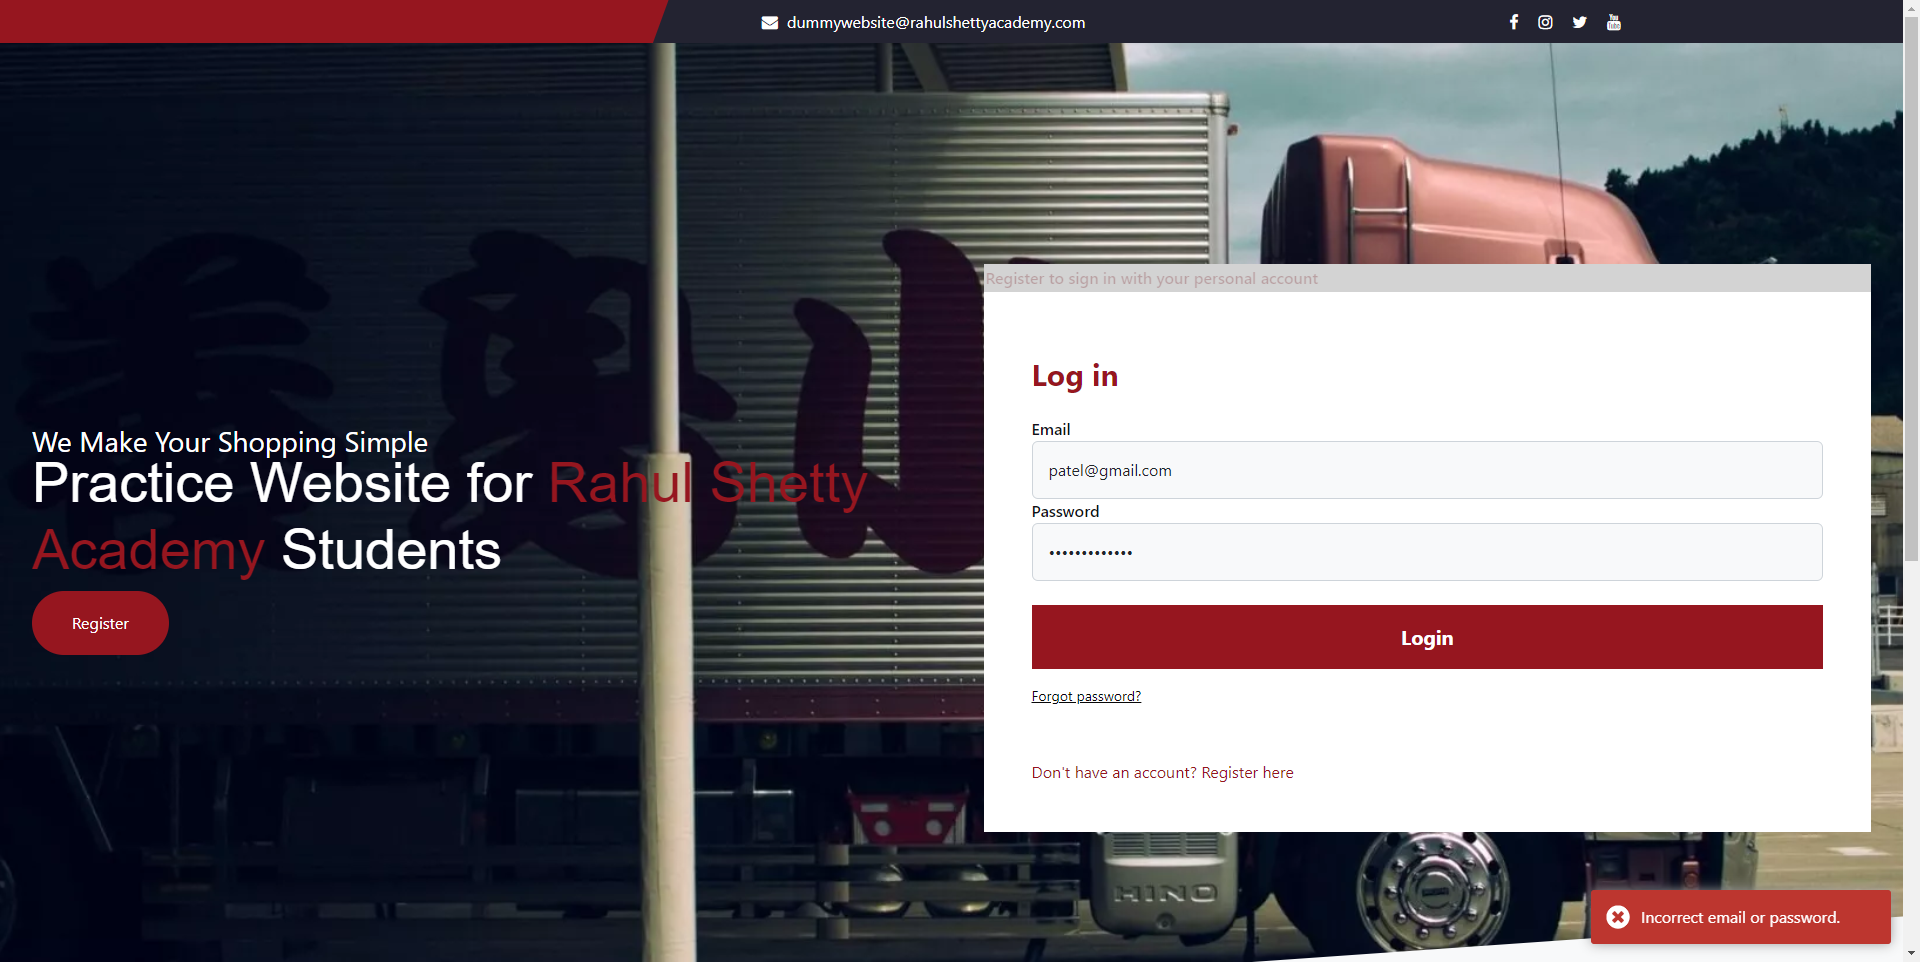 dummywebsite@rahulshettyacademy.com
We Make Your Shopping Simple
Practice Website for Rahul Shetty
Academy Students
Register
Register to sign in with your personal account
Log in
Email
patel@gmail.com
Password
•••••••••••••
Login
Forgot password?
Don't have an account? Register here
HINO
Incorrect email or password.